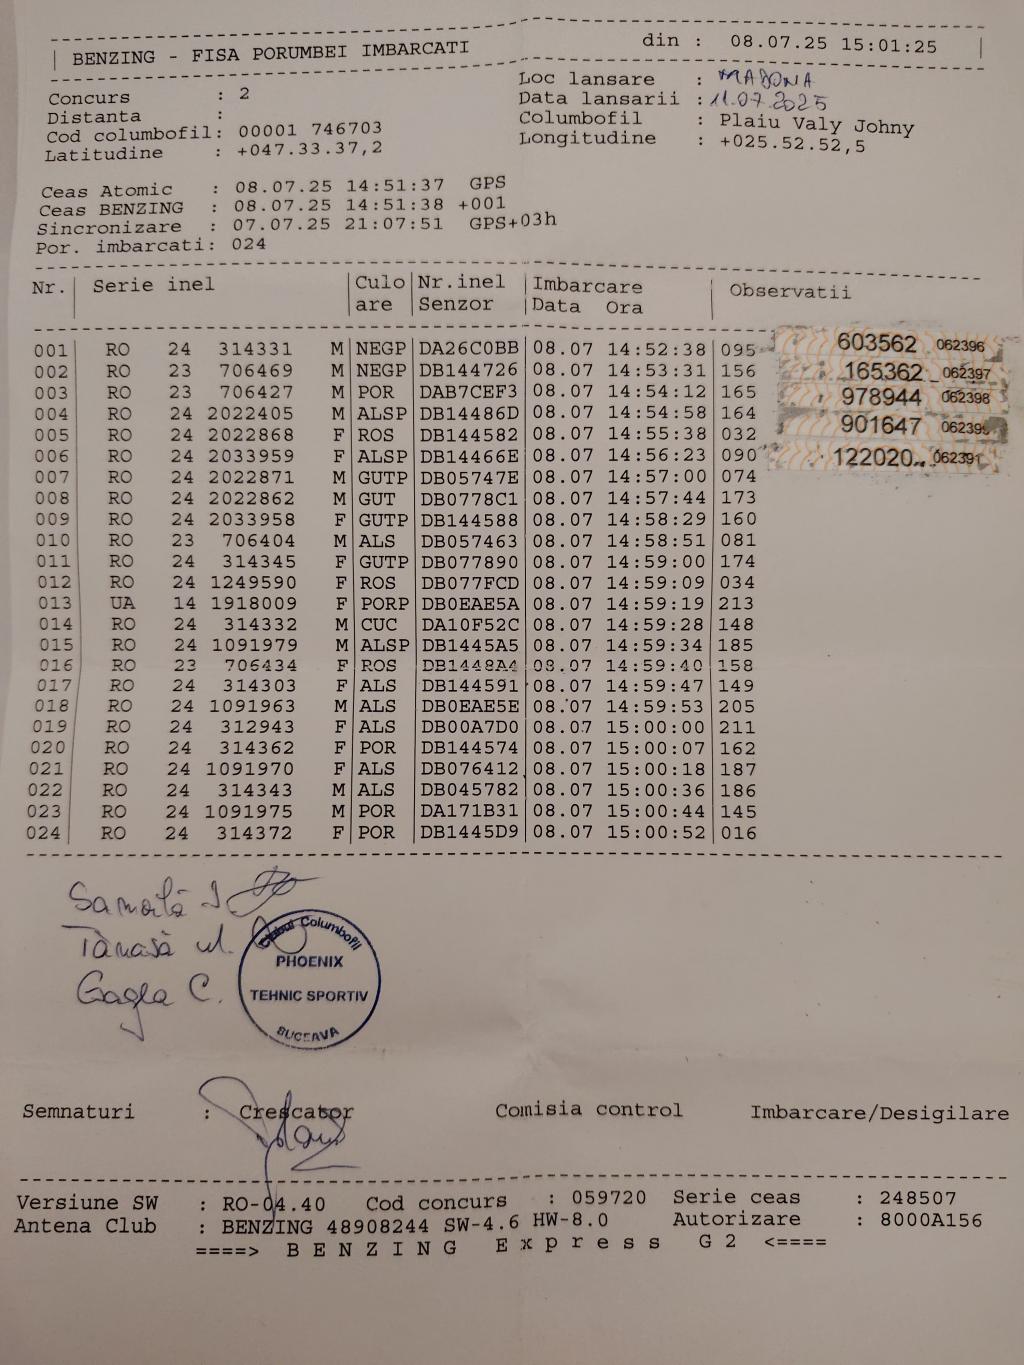 BENZING - FISA PORUMBEI IMBARCATI din : 08.07.25 15:01:25
Concurs : 2
Distanta :
Cod columbofil: 00001 746703
Latitudine : +047.33.37,2
Loc lansare : MADONA
Data lansarii : 11.07.2025
Columbofil : Plaiu Valy Johny
Longitudine : +025.52.52,5
Ceas Atomic : 08.07.25 14:51:37 GPS
Ceas BENZING : 08.07.25 14:51:38 +001
Sincronizare : 07.07.25 21:07:51 GPS+03h
Por. imbarcati: 024
Nr. Serie inel Culo Nr.inel Imbarcare Observatii
are Senzor Data Ora
001 RO 24 314331 M NEGP DA26C0BB 08.07 14:52:38 095 603562 062396
002 RO 23 706469 M NEGP DB144726 08.07 14:53:31 156 165362 062397
003 RO 23 706427 M POR DAB7CEF3 08.07 14:54:12 165 978944 062398
004 RO 24 2022405 M ALSP DB14486D 08.07 14:54:58 164 901647
005 RO 24 2022868 F ROS DB144582 08.07 14:55:38 032
006 RO 24 2033959 F ALSP DB14466E 08.07 14:56:23 090 122020 062391
007 RO 24 2022871 M GUTP DB05747E 08.07 14:57:00 074
008 RO 24 2022862 M GUT DB0778C1 08.07 14:57:44 173
009 RO 24 2033958 F GUTP DB144588 08.07 14:58:29 160
010 RO 23 706404 M ALS DB057463 08.07 14:58:51 081
011 RO 24 314345 F GUTP DB077890 08.07 14:59:00 174
012 RO 24 1249590 F ROS DB077FCD 08.07 14:59:09 034
013 UA 14 1918009 F PORP DB0EAE5A 08.07 14:59:19 213
014 RO 24 314332 M CUC DA10F52C 08.07 14:59:28 148
015 RO 24 1091979 M ALSP DB1445A5 08.07 14:59:34 185
016 RO 23 706434 F ROS DB1448A4 08.07 14:59:40 158
017 RO 24 314303 F ALS DB144591 08.07 14:59:47 149
018 RO 24 1091963 M ALS DB0EAE5E 08.07 14:59:53 205
019 RO 24 312943 F ALS DB00A7D0 08.07 15:00:00 211
020 RO 24 314362 F POR DB144574 08.07 15:00:07 162
021 RO 24 1091970 F ALS DB076412 08.07 15:00:18 187
022 RO 24 314343 M ALS DB045782 08.07 15:00:36 186
023 RO 24 1091975 M POR DA171B31 08.07 15:00:44 145
024 RO 24 314372 F POR DB1445D9 08.07 15:00:52 016
Tănasă
Gagea C.
Clubul Columbofil
PHOENIX
TEHNIC SPORTIV
SUCEAVA
Semnaturi : Crescator Comisia control Imbarcare/Desigilare
Versiune SW : RO-04.40 Cod concurs : 059720 Serie ceas : 248507
Antena Club : BENZING 48908244 SW-4.6 HW-8.0 Autorizare : 8000A156
====> B E N Z I N G E x p r e s s G 2 <====